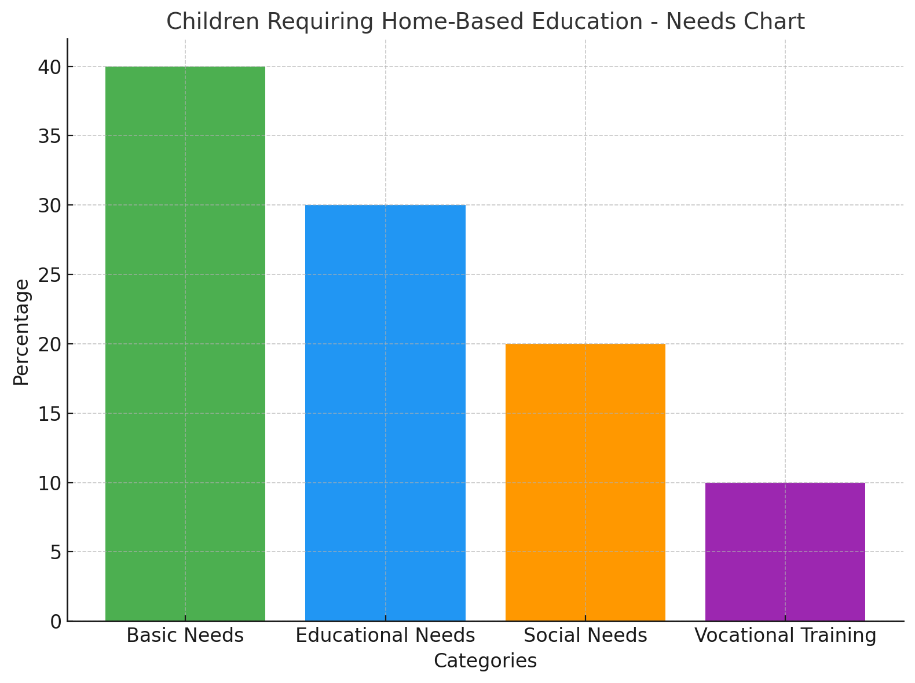 Children Requiring Home-Based Education - Needs Chart
40
35
30
25
20
15
10
5
0
Percentage
Basic Needs
Educational Needs
Social Needs
Vocational Training
Categories